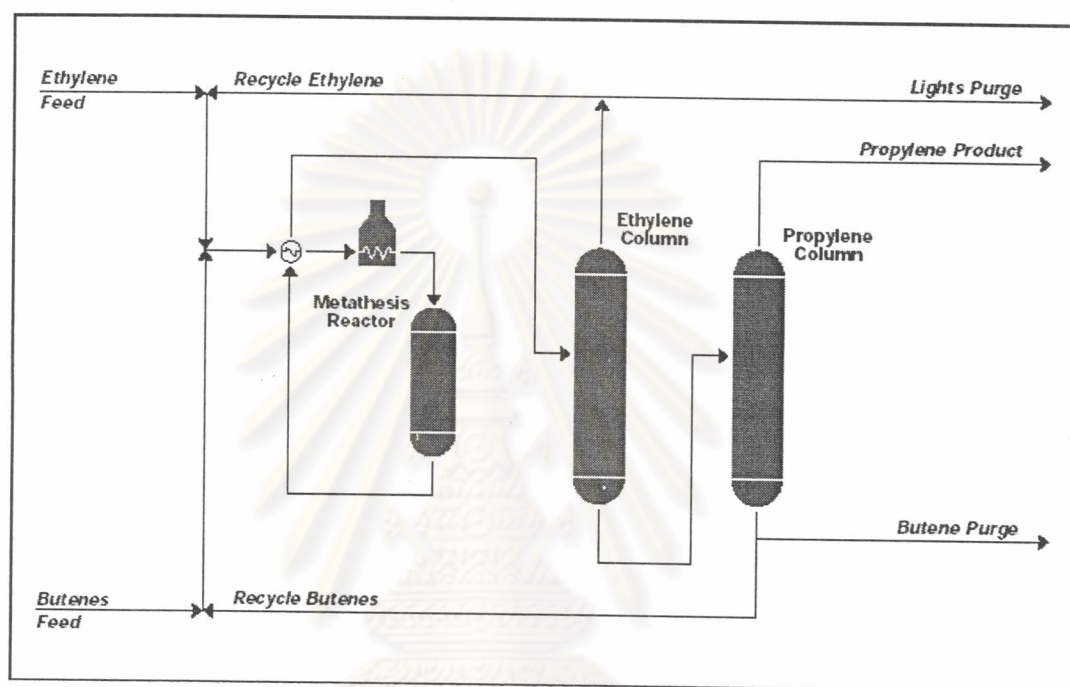 Ethylene
Feed
Recycle Ethylene
Lights Purge
Propylene Product
Ethylene
Column
Propylene
Column
Metathesis
Reactor
Butene Purge
Butenes
Feed
Recycle Butenes